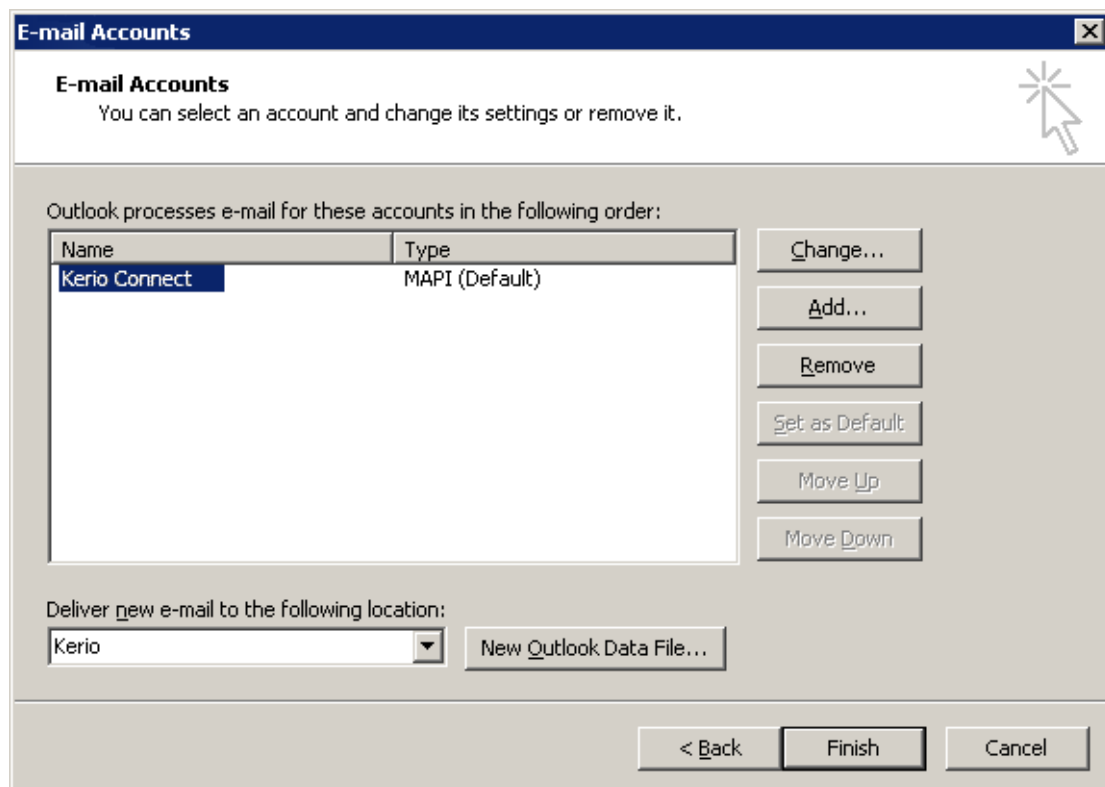 E-mail Accounts
E-mail Accounts
You can select an account and change its settings or remove it.
Outlook processes e-mail for these accounts in the following order:
Name Type
Kerio Connect MAPI (Default)
Change...
Add...
Remove
Set as Default
Move Up
Move Down
Deliver new e-mail to the following location:
Kerio New Outlook Data File...
< Back Finish Cancel